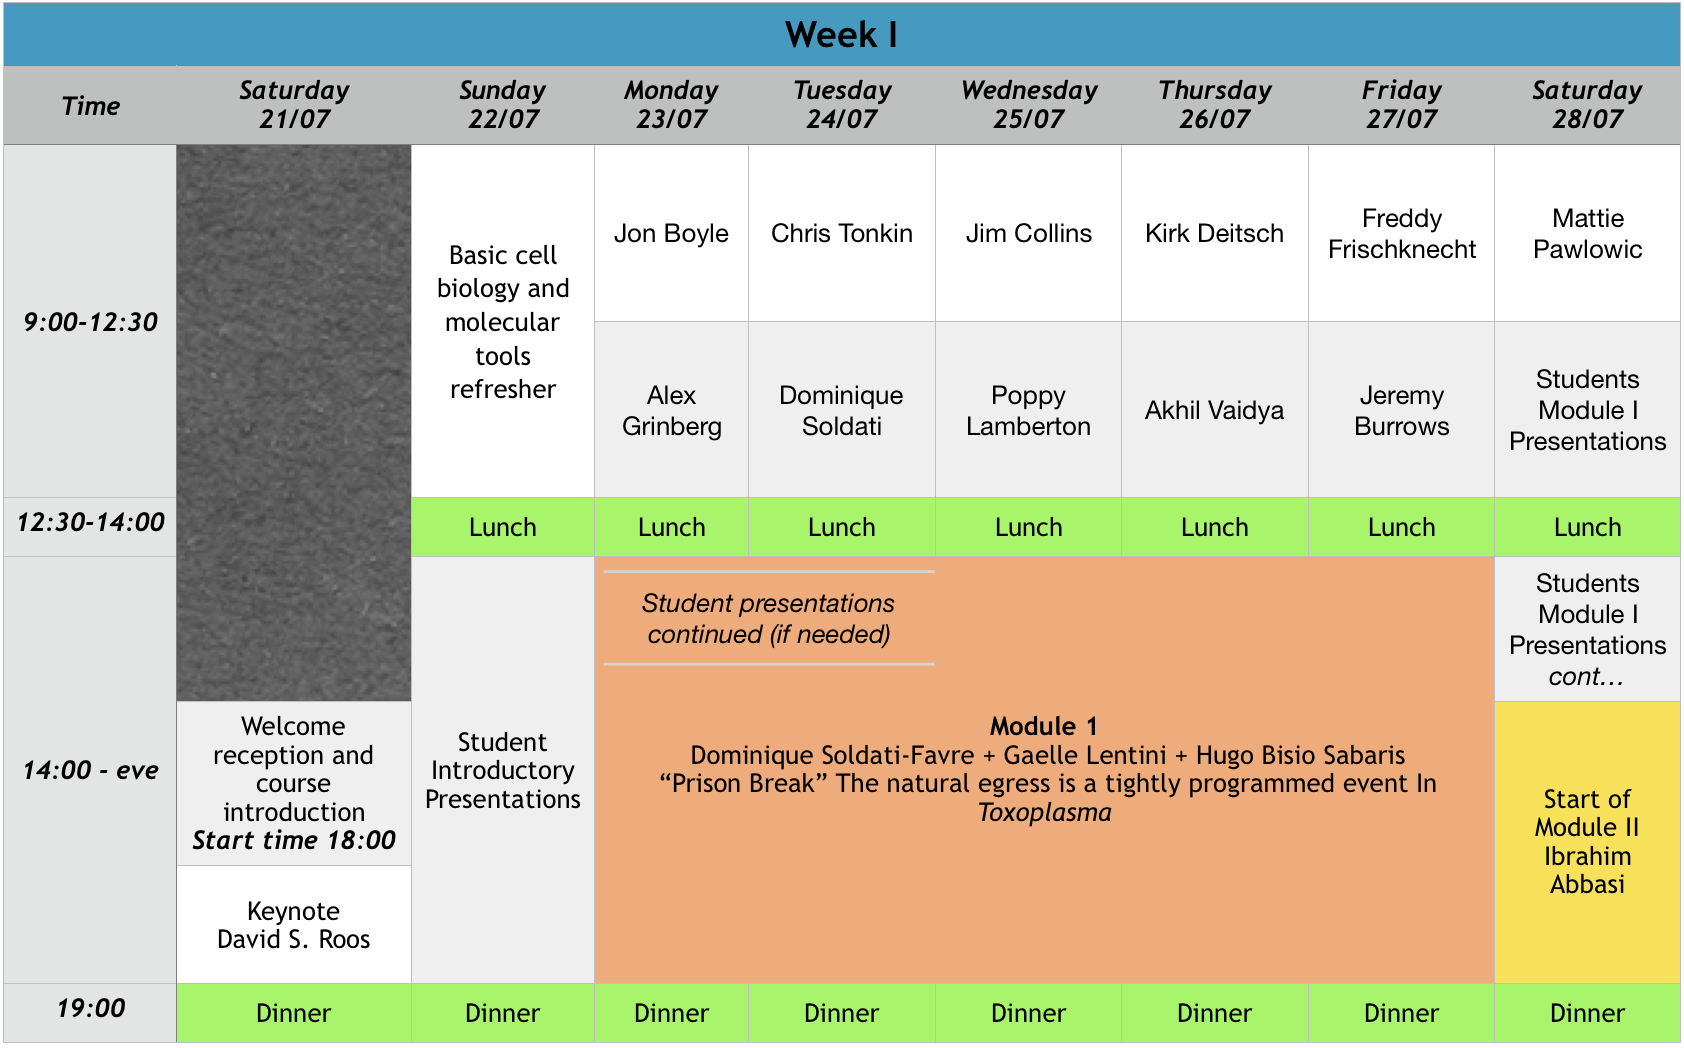 Week I
Time
Saturday
21/07
Sunday
22/07
Monday
23/07
Tuesday
24/07
Wednesday
25/07
Thursday
26/07
Friday
27/07
Saturday
28/07
9:00-12:30
Basic cell
biology and
molecular
tools
refresher
Jon Boyle
Chris Tonkin
Jim Collins
Kirk Deitsch
Freddy
Frischknecht
Mattie
Pawlowic
Alex
Grinberg
Dominique
Soldati
Poppy
Lamberton
Akhil Vaidya
Jeremy
Burrows
Students
Module I
Presentations
12:30-14:00
Lunch
Lunch
Lunch
Lunch
Lunch
Lunch
Lunch
14:00 - eve
Welcome
reception and
course
introduction
Start time 18:00
Keynote
David S. Roos
Student
Introductory
Presentations
Student presentations
continued (if needed)
Module 1
Dominique Soldati-Favre + Gaelle Lentini + Hugo Bisio Sabaris
“Prison Break” The natural egress is a tightly programmed event In
Toxoplasma
Students
Module I
Presentations
cont...
Start of
Module II
Ibrahim
Abbasi
19:00
Dinner
Dinner
Dinner
Dinner
Dinner
Dinner
Dinner
Dinner